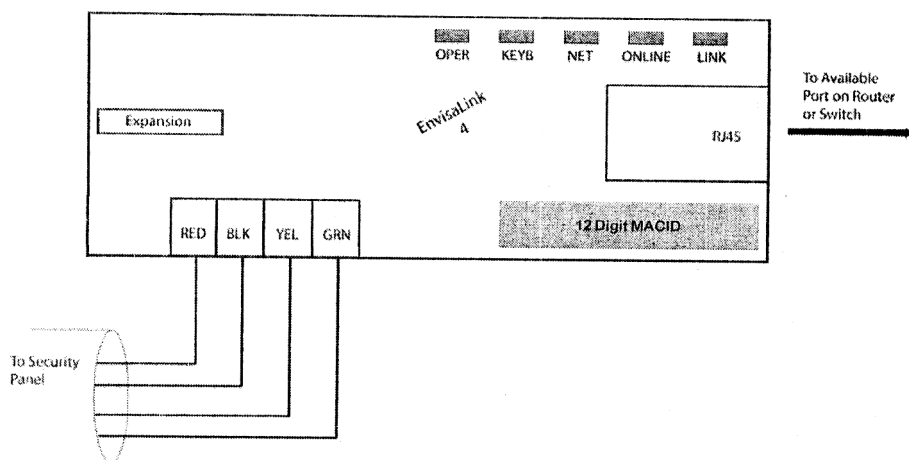 OPER KEYB NET ONLINE LINK
To Available
Port on Router
or Switch
Expansion
EnvisaLink
4
RJ45
12 Digit MACID
RED BLK YEL GRN
To Security
Panel